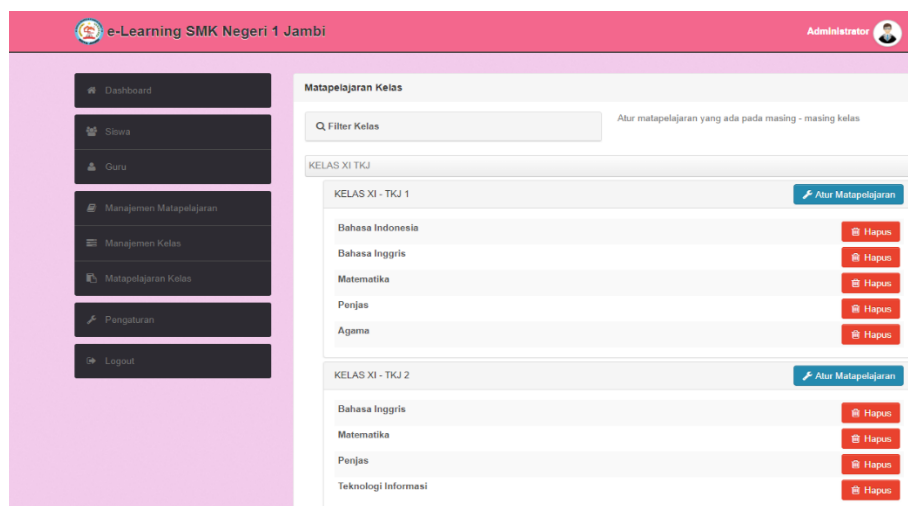 e-Learning SMK Negeri 1 Jambi
Administrator
Dashboard
Siswa
Guru
Manajemen Matapelajaran
Manajemen Kelas
Matapelajaran Kelas
Pengaturan
Logout
Matapelajaran Kelas
Filter Kelas
Atur matapelajaran yang ada pada masing - masing kelas
KELAS XI TKJ
KELAS XI - TKJ 1
Atur Matapelajaran
Bahasa Indonesia
Hapus
Bahasa Inggris
Hapus
Matematika
Hapus
Penjas
Hapus
Agama
Hapus
KELAS XI - TKJ 2
Atur Matapelajaran
Bahasa Inggris
Hapus
Matematika
Hapus
Penjas
Hapus
Teknologi Informasi
Hapus